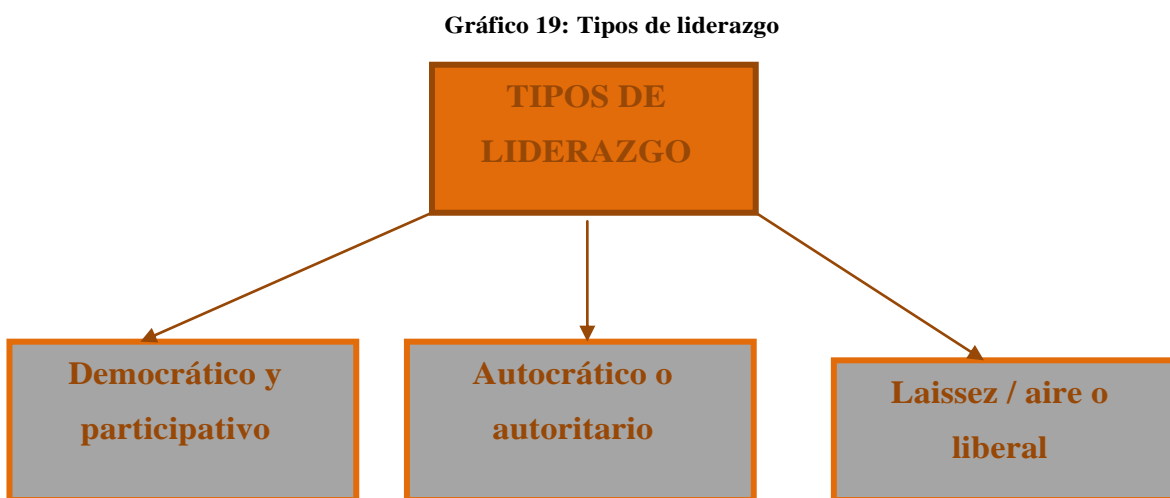 Gráfico 19: Tipos de liderazgo
TIPOS DE
LIDERAZGO
Democrático y
participativo
Autocrático o
autoritario
Laissez / aire o
liberal